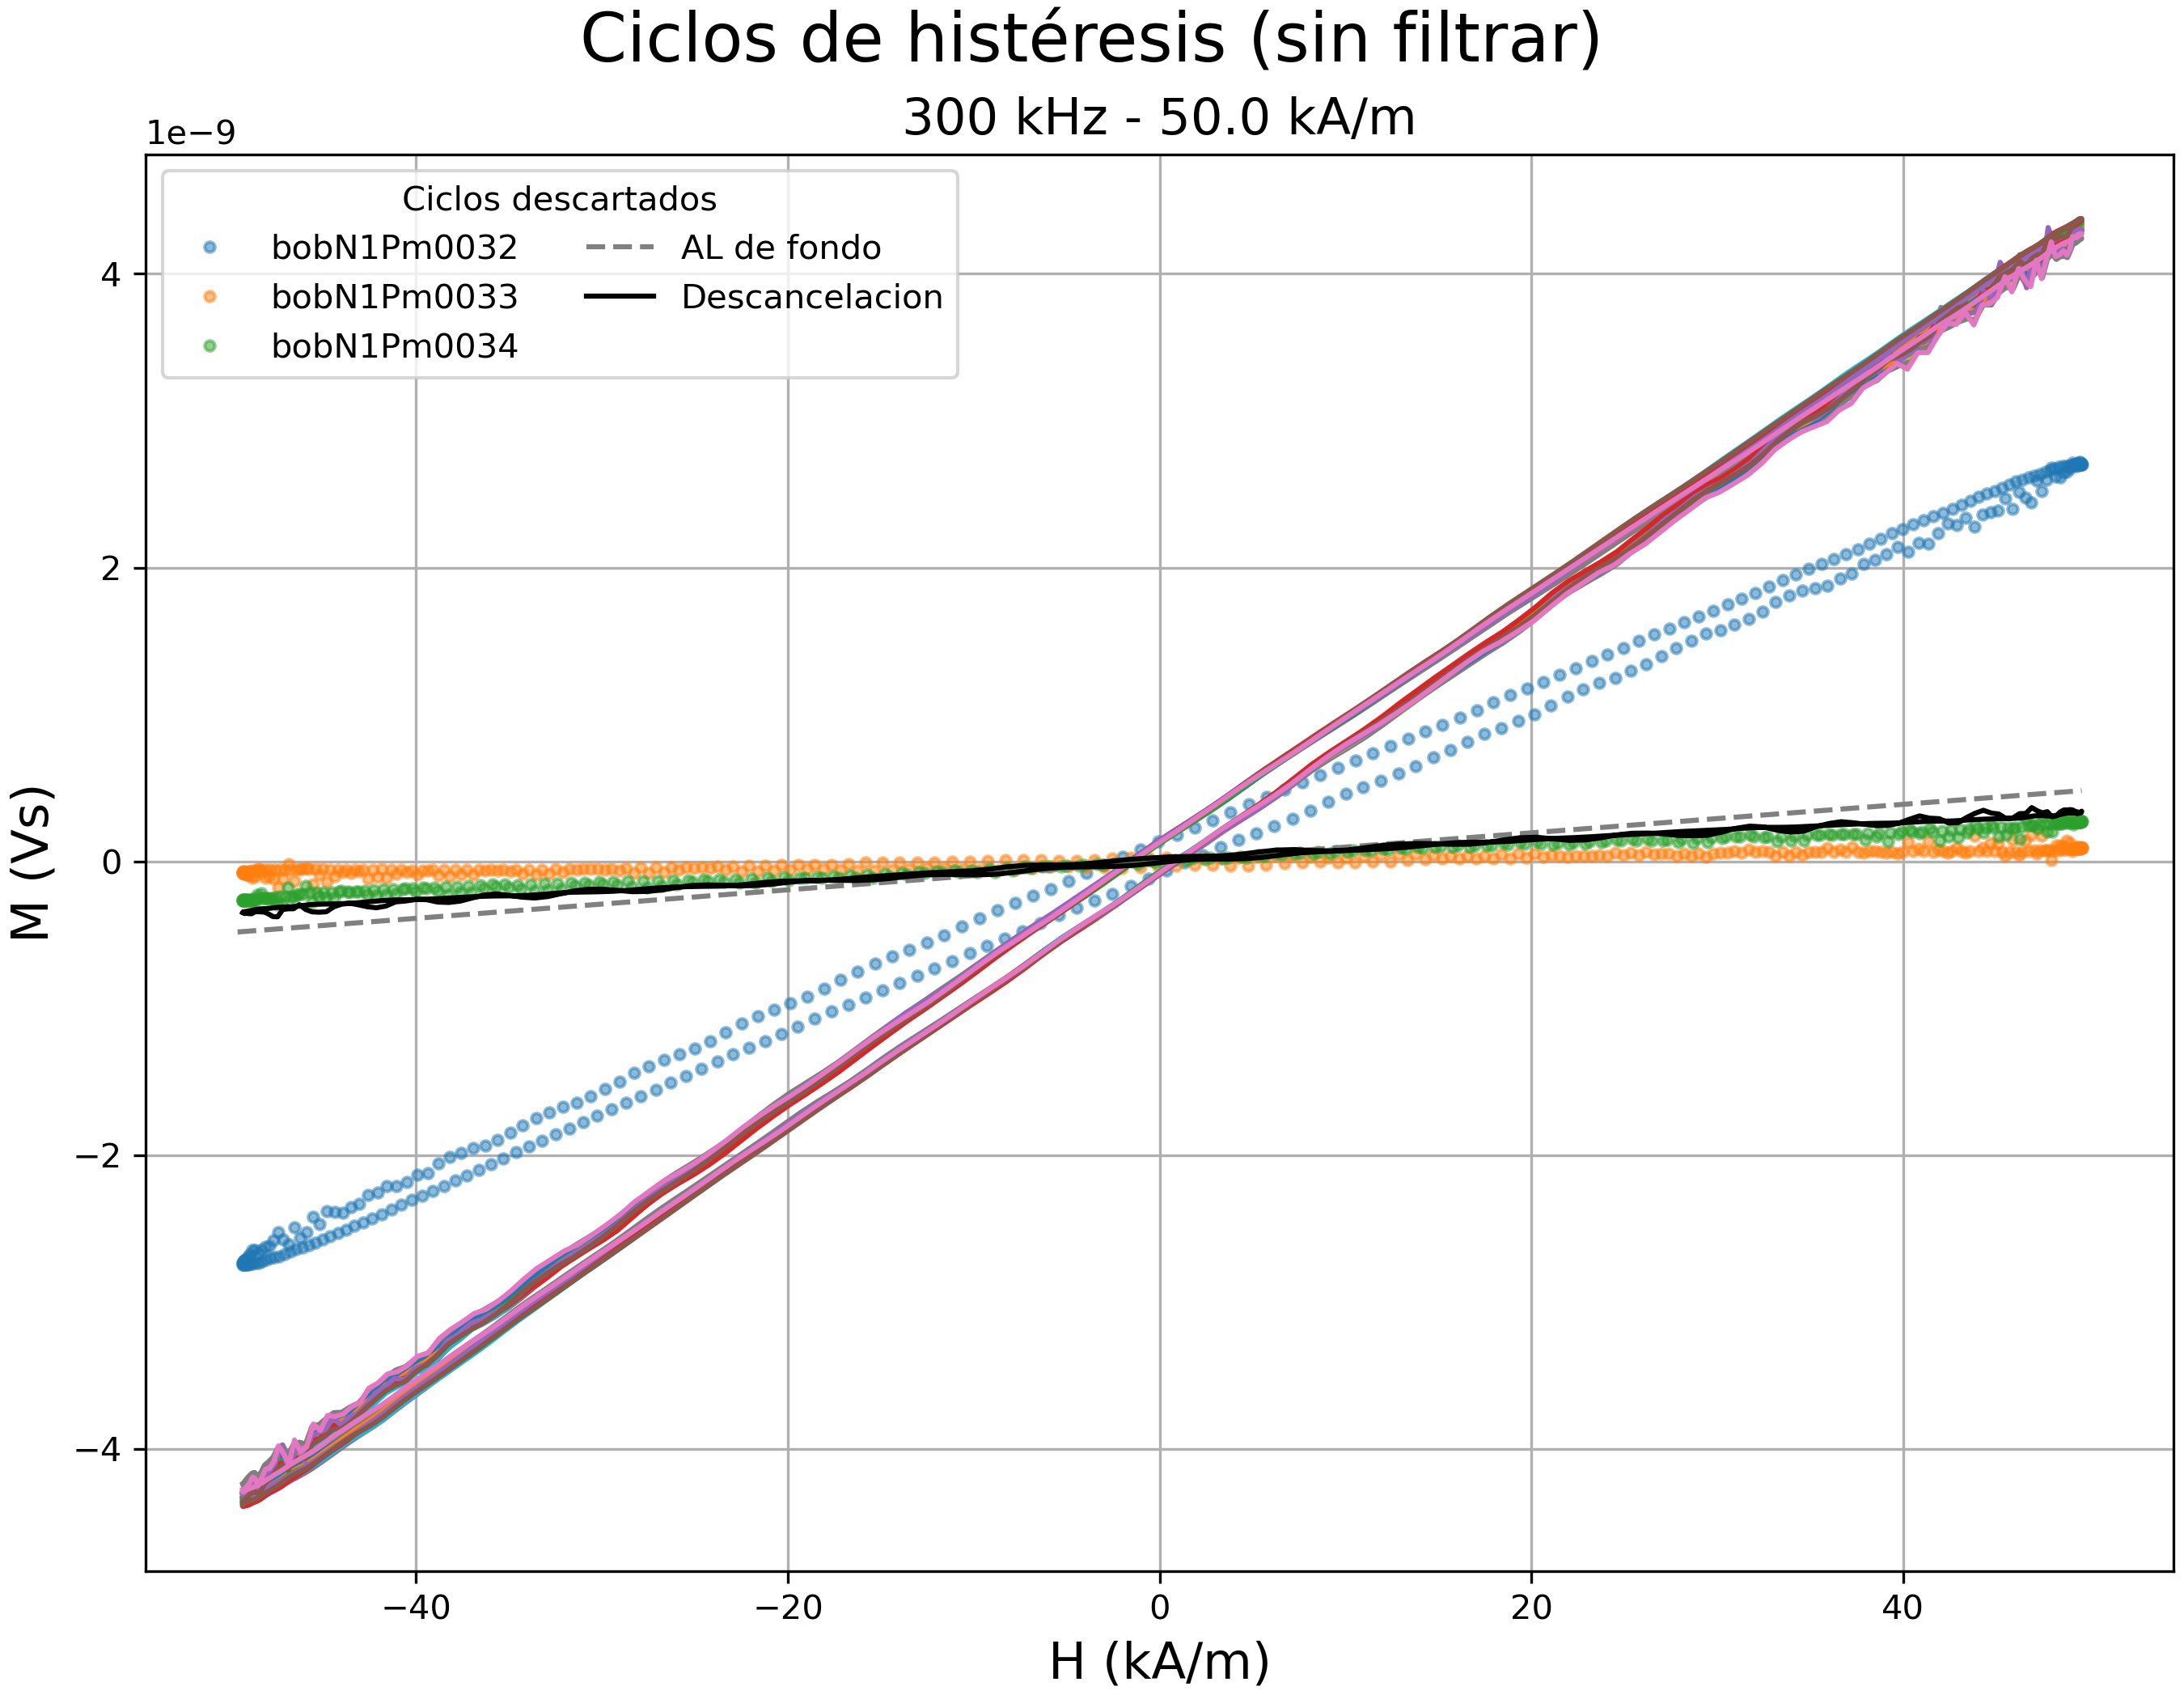 Ciclos de histéresis (sin filtrar)
300 kHz - 50.0 kA/m
1e−9
Ciclos descartados
bobN1Pm0032
bobN1Pm0033
bobN1Pm0034
AL de fondo
Descancelacion
4
2
0
−2
−4
M (Vs)
−40
−20
0
20
40
H (kA/m)